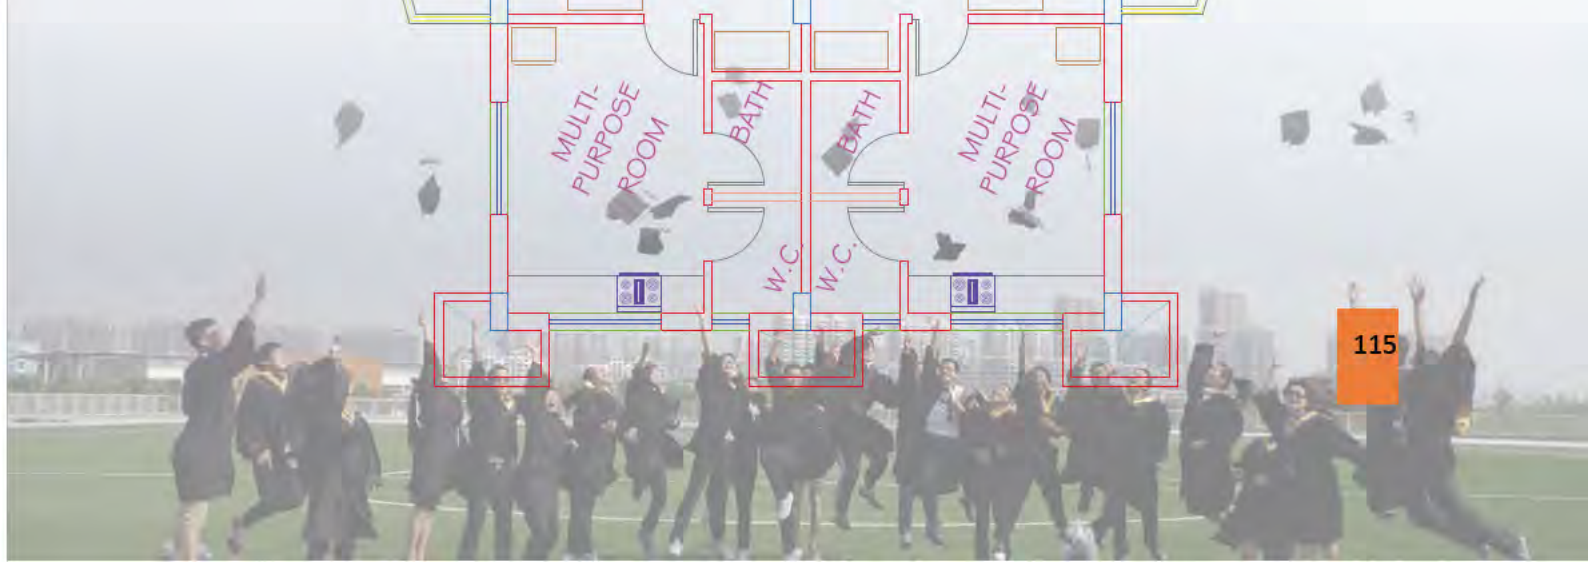 MULTI-
PURPOSE
ROOM
BATH
BATH
MULTI-
PURPOSE
ROOM
W.C.
W.C.
115